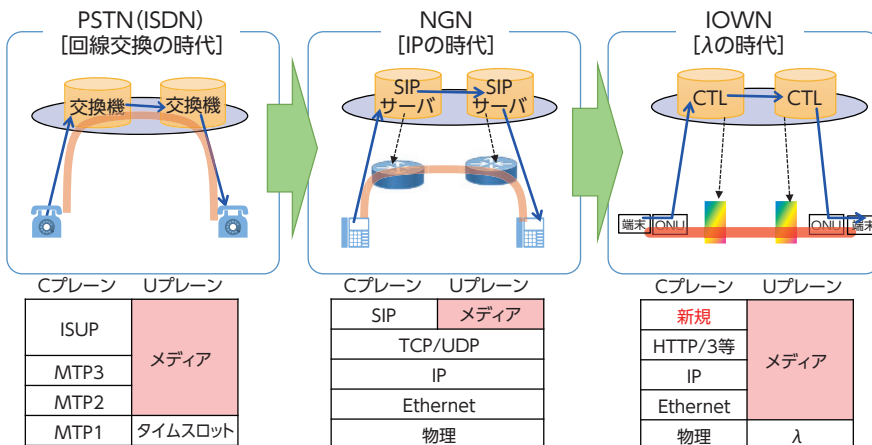 PSTN(ISDN)
[回線交換の時代]
交換機
交換機
NGN
[IPの時代]
SIP
サーバ
SIP
サーバ
IOWN
[λの時代]
CTL
CTL
端末
ONU
ONU
端末
Cプレーン Uプレーン
ISUP
メディア
MTP3
MTP2
MTP1 タイムスロット
Cプレーン Uプレーン
SIP メディア
TCP/UDP
IP
Ethernet
物理
Cプレーン Uプレーン
新規
HTTP/3等
メディア
IP
Ethernet
物理 λ